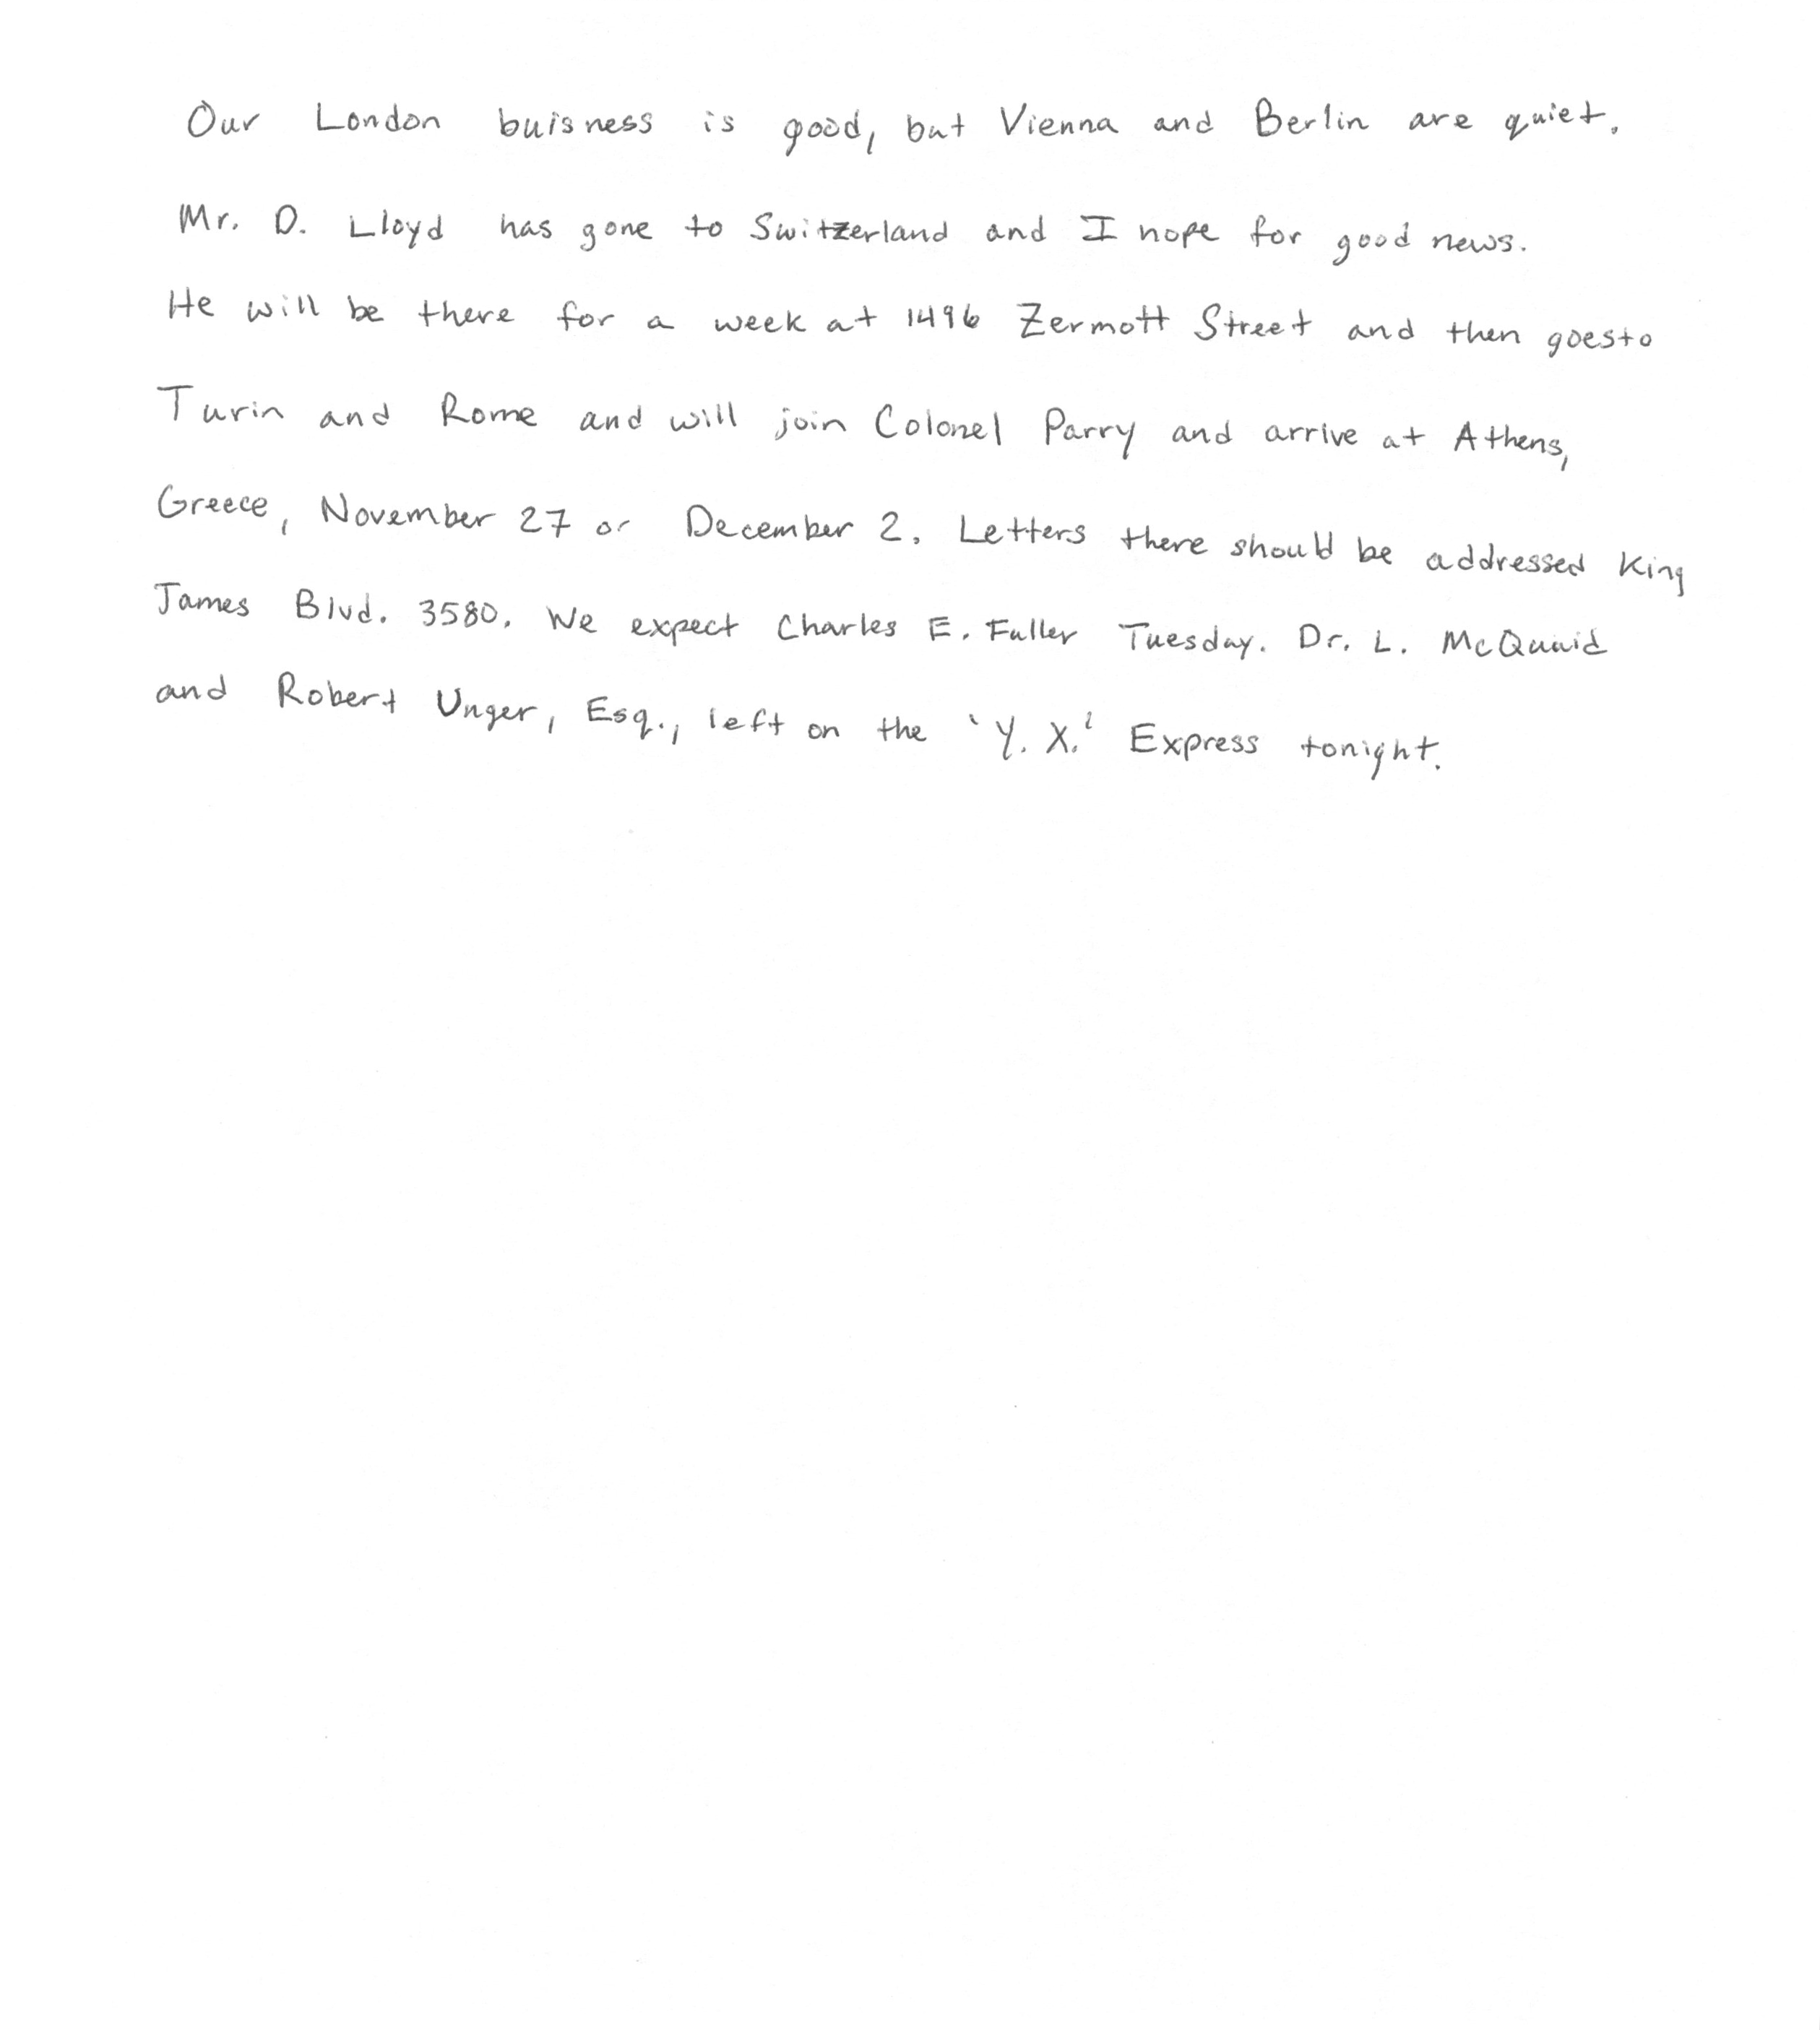 Our London buisness is good, but Vienna and Berlin are quiet.
Mr. D. Lloyd has gone to Switzerland and I hope for good news.
He will be there for a week at 1496 Zermott Street and then goesto
Turin and Rome and will join Colonel Parry and arrive at Athens,
Greece, November 27 or December 2. Letters there should be addressed King
James Blvd. 3580. We expect Charles E. Fuller Tuesday. Dr. L. McQuaid
and Robert Unger, Esq., left on the 'Y. X.' Express tonight.